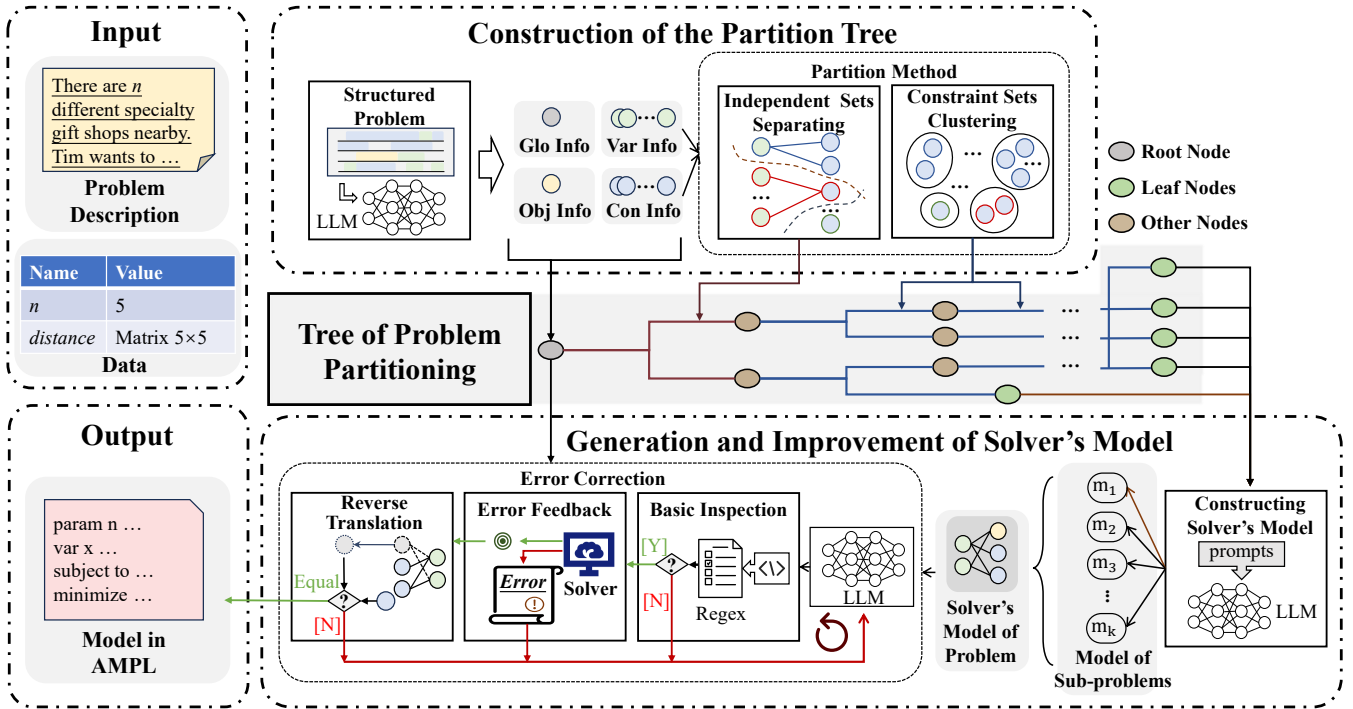 Input
There are n
different specialty
gift shops nearby.
Tim wants to …
Problem
Description
Name Value
n 5
distance Matrix 5×5
Data
Construction of the Partition Tree
Structured
Problem
LLM
Glo Info
Var Info
Obj Info
Con Info
Partition Method
Independent Sets
Separating
Constraint Sets
Clustering
Root Node
Leaf Nodes
Other Nodes
Tree of Problem
Partitioning
Output
param n …
var x …
subject to …
minimize …
Model in
AMPL
Generation and Improvement of Solver’s Model
Error Correction
Reverse
Translation
Equal
?
[N]
Error Feedback
Error
Solver
Basic Inspection
[Y]
?
[N]
Regex
</>
LLM
Solver’s
Model of
Problem
m1
m2
m3
mk
Model of
Sub-problems
Constructing
Solver’s Model
prompts
LLM